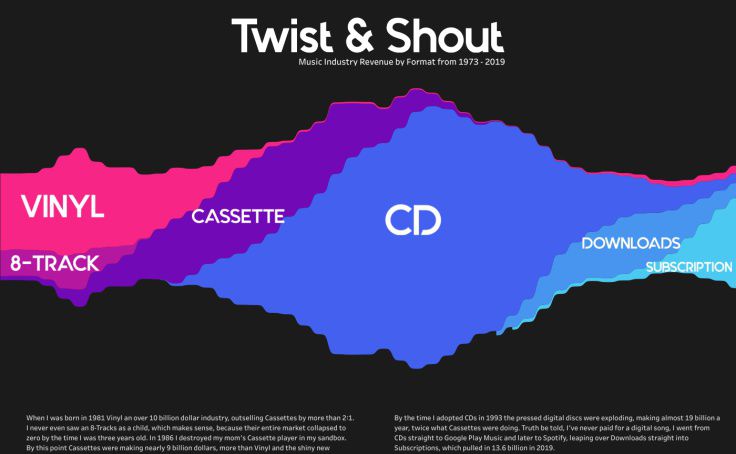 Twist & Shout
Music Industry Revenue by Format from 1973 - 2019
VINYL
CASSETTE
CD
8-TRACK
DOWNLOADS
SUBSCRIPTION
When I was born in 1981 Vinyl an over 10 billion dollar industry, outselling Cassettes by more than 2:1.
I never even saw an 8-Tracks as a child, which makes sense, because their entire market collapsed to
zero by the time I was three years old. In 1986 I destroyed my mom's Cassette player in my sandbox.
By this point Cassettes were making nearly 9 billion dollars, more than Vinyl and the shiny new
By the time I adopted CDs in 1993 the pressed digital discs were exploding, making almost 19 billion a
year, twice what Cassettes were doing. Truth be told, I've never paid for a digital song, I went from
CDs straight to Google Play Music and later to Spotify, leaping over Downloads straight into
Subscriptions, which pulled in 13.6 billion in 2019.